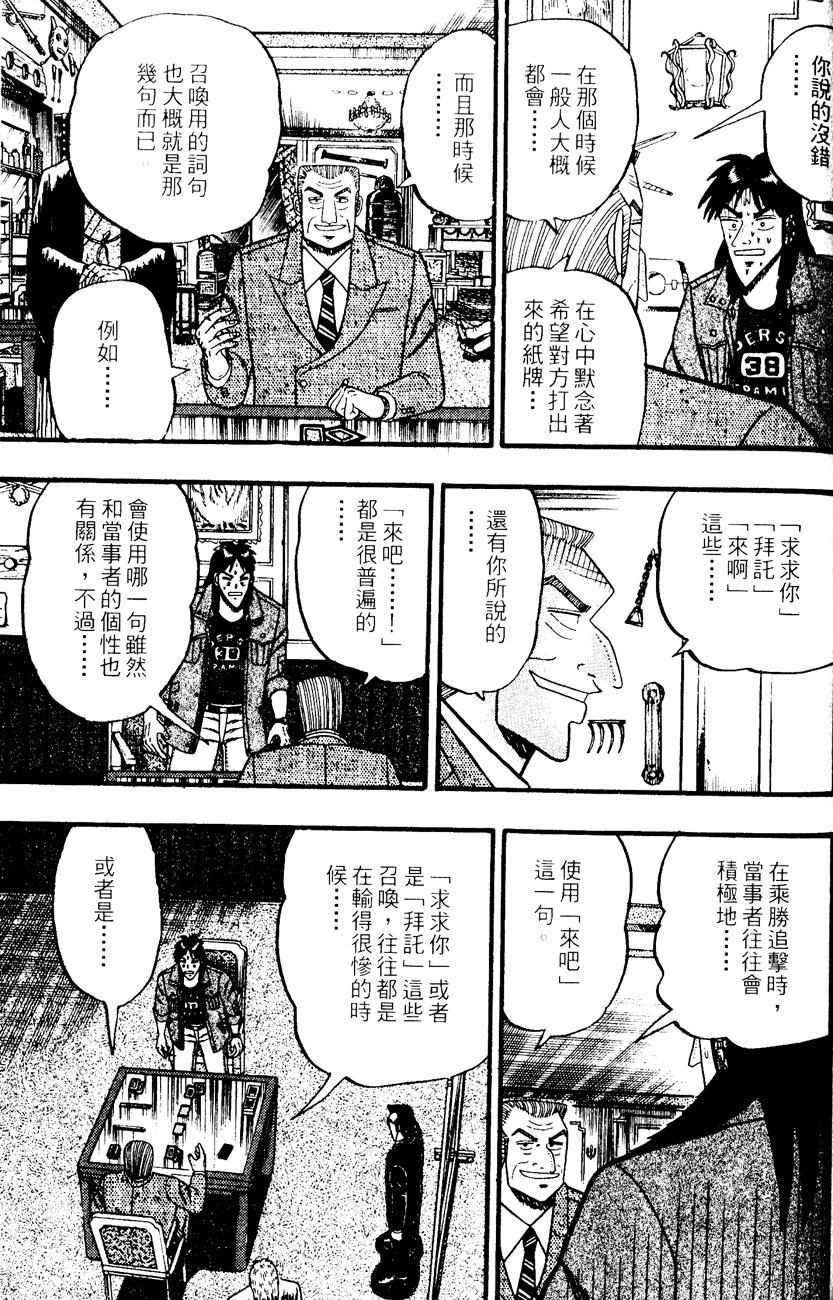 你說的沒錯
……
在那個時候
一般人大概
都會……
在心中默念著
希望對方打出
來的紙牌…
38
而且那時候
……
召喚用的詞句
也大概就是那
幾句而已。
例如……
「求求你」
「拜託」
「來啊」
這些……
還有你所說的
……
「來吧……！」
都是很普遍的
……
會使用哪一句雖然
和當事者的個性也
有關係，不過……
在乘勝追擊時，
當事者往往會
積極地……
使用「來吧」
這一句。
「求求你」或者
是「拜託」這些
召喚，往往都是
在輸得很慘的時
候……
或者是……